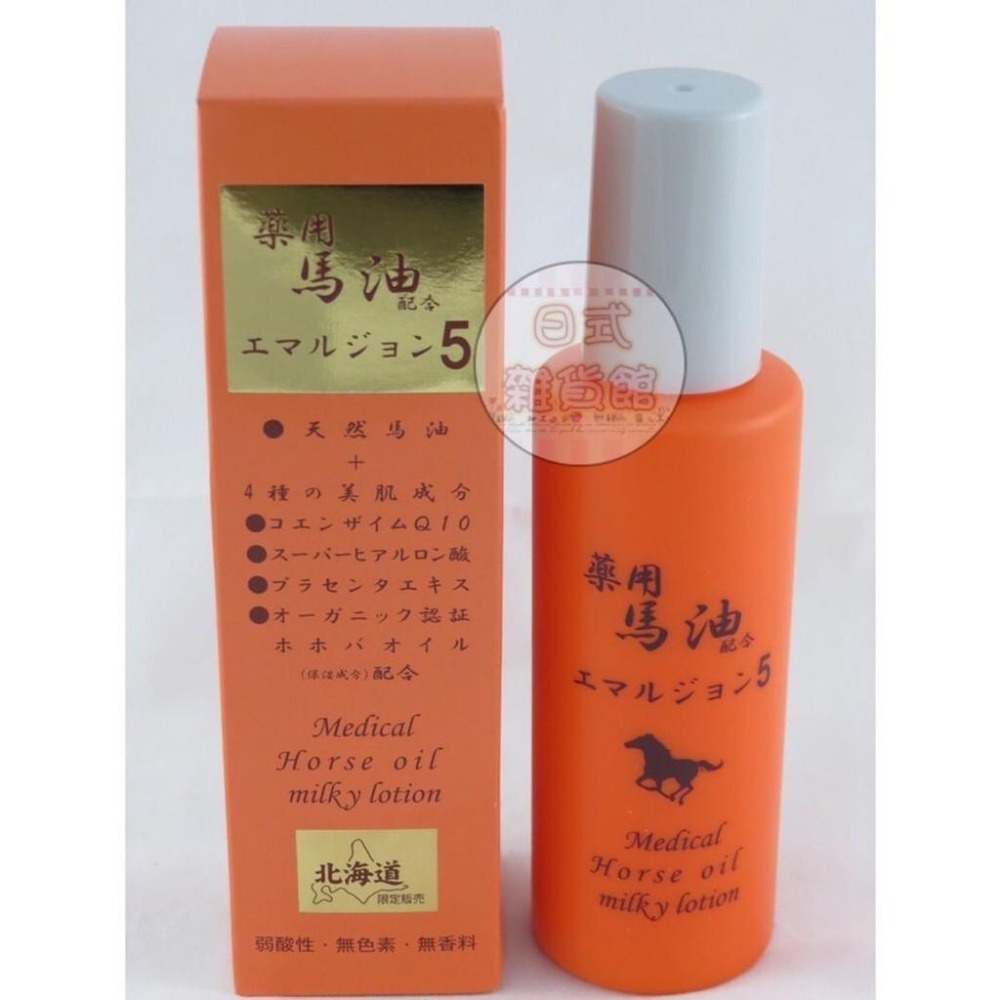 薬用
馬油
配合
エマルジョン5
●天然馬油
+
4種の美肌成分
●コエンザイムQ10
●スーパーヒアルロン酸
●プラセンタエキス
●オーガニック認証
ホホバオイル
(保湿成分)配合
Medical
Horse oil
milky lotion
北海道
限定販売
弱酸性・無色素・無香料
日式
雜貨館
薬用
馬油
配合
エマルジョン5
Medical
Horse oil
milky lotion